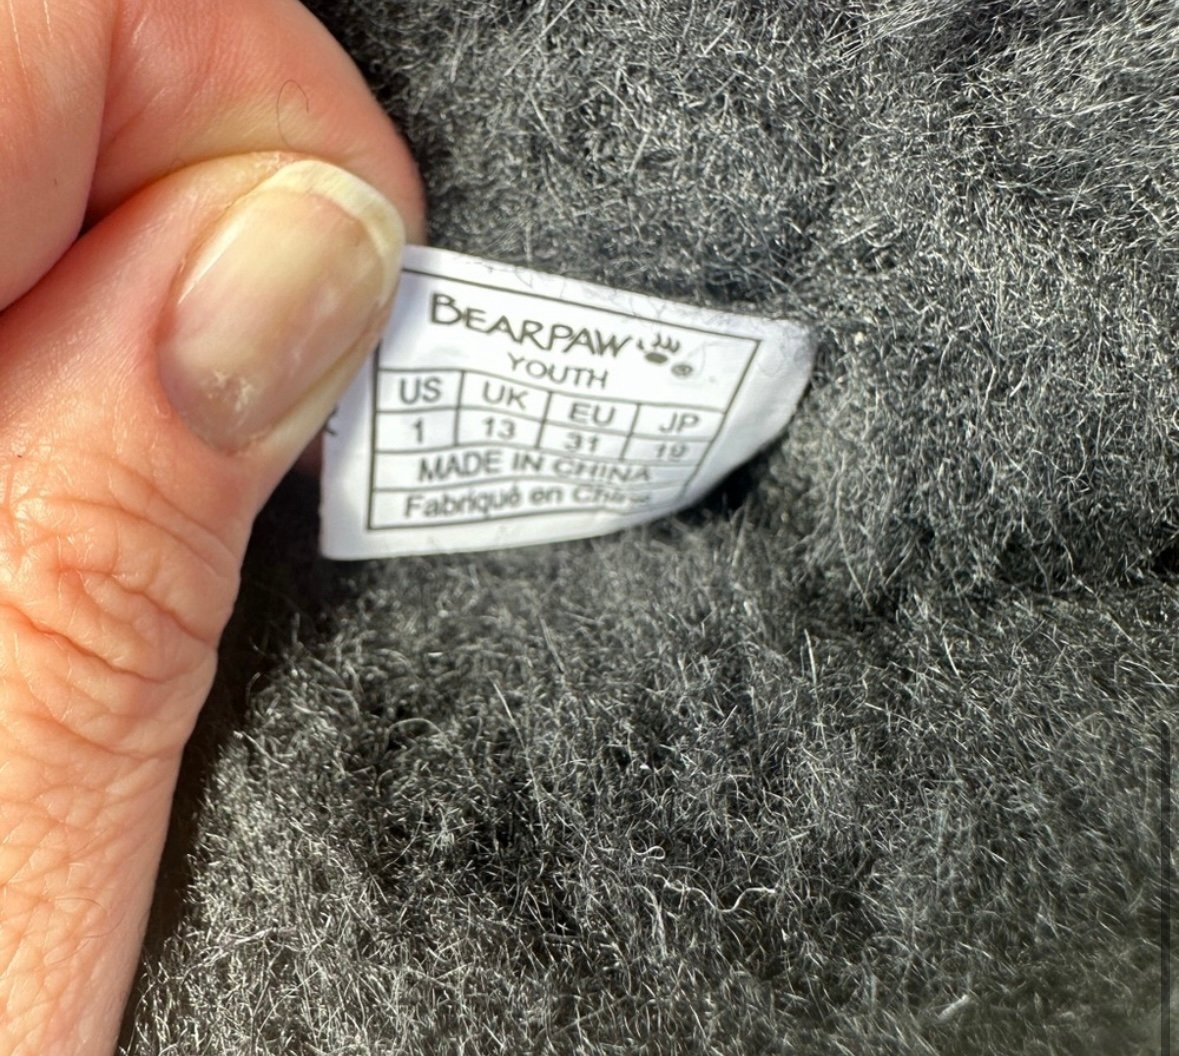 BEARPAW
YOUTH
US UK EU JP
1 13 31 19
MADE IN CHINA
Fabriqué en Chine